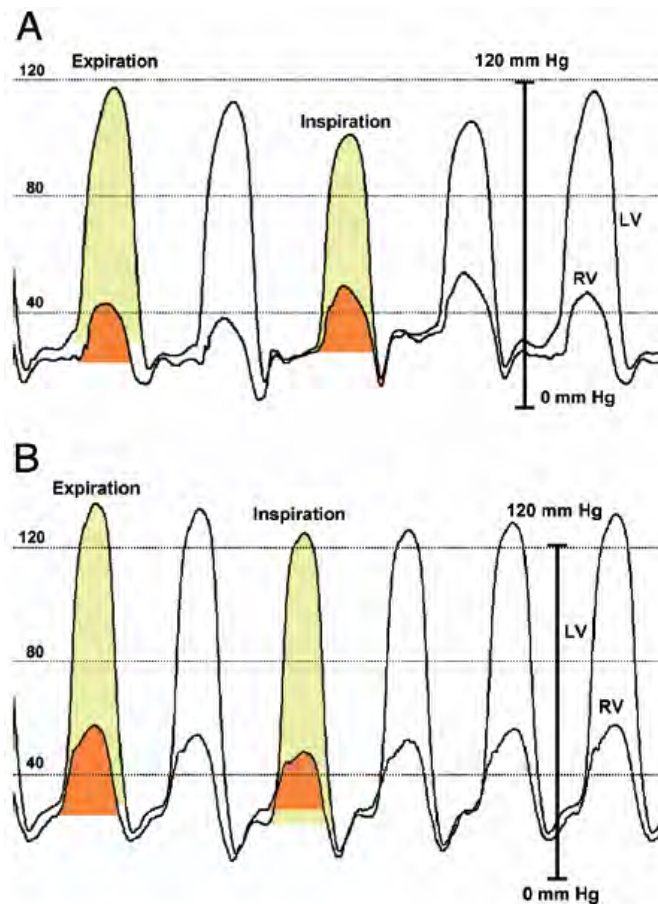 A
Expiration
120 mm Hg
120
Inspiration
80
LV
RV
40
0 mm Hg
B
Expiration
Inspiration
120 mm Hg
120
LV
80
RV
40
0 mm Hg